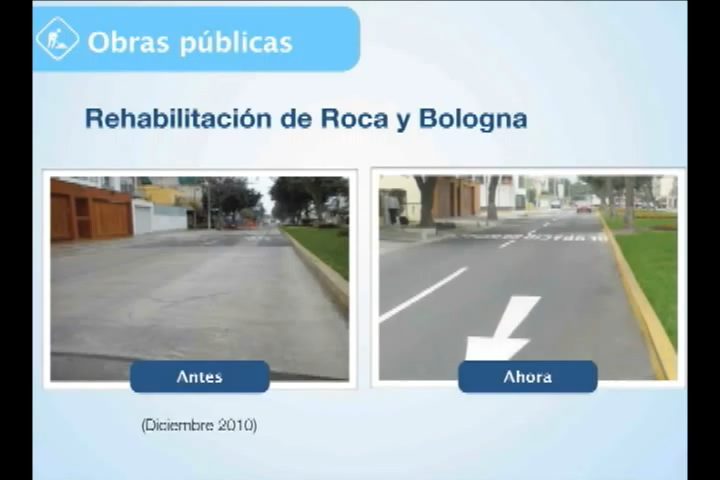 Obras públicas
Rehabilitación de Roca y Bologna
Antes
Ahora
(Diciembre 2010)